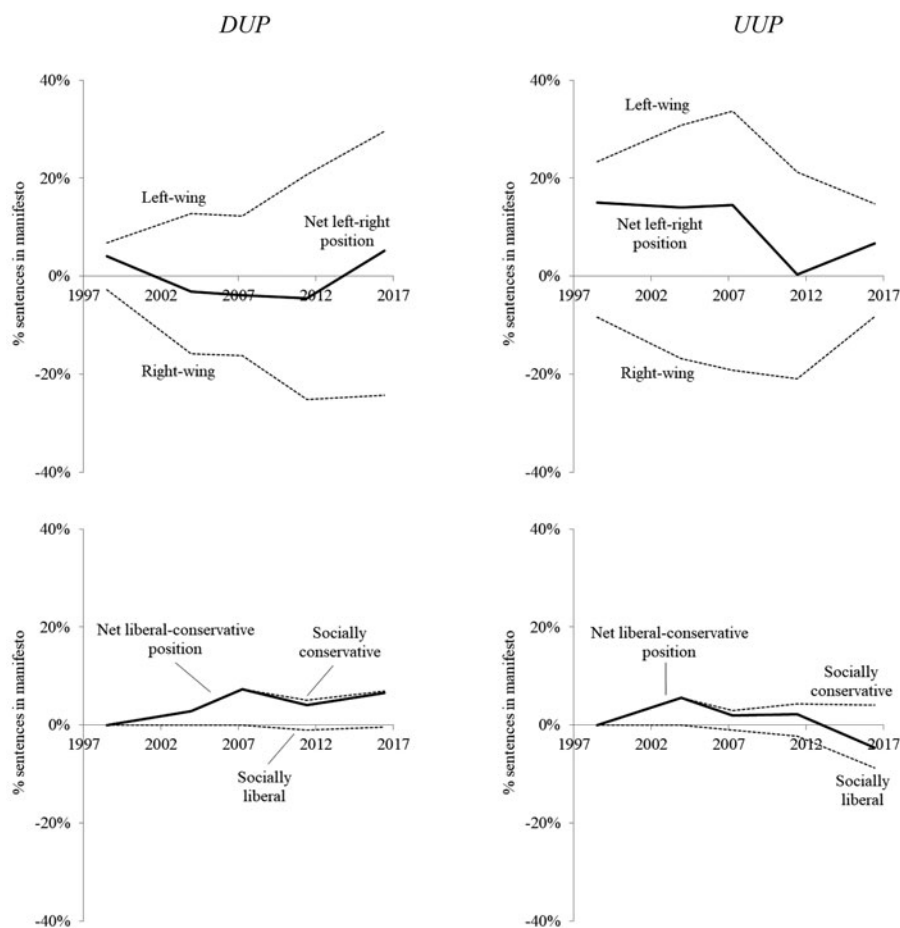 DUP
UUP
% sentences in manifesto
40%
20%
0%
-20%
-40%
1997
2002
2007
2012
2017
Left-wing
Net left-right
position
Right-wing
% sentences in manifesto
40%
20%
0%
-20%
-40%
1997
2002
2007
2012
2017
Left-wing
Net left-right
position
Right-wing
% sentences in manifesto
40%
20%
0%
-20%
-40%
1997
2002
2007
2012
2017
Net liberal-conservative
position
Socially
conservative
Socially
liberal
% sentences in manifesto
40%
20%
0%
-20%
-40%
1997
2002
2007
2012
2017
Net liberal-conservative
position
Socially
conservative
Socially
liberal